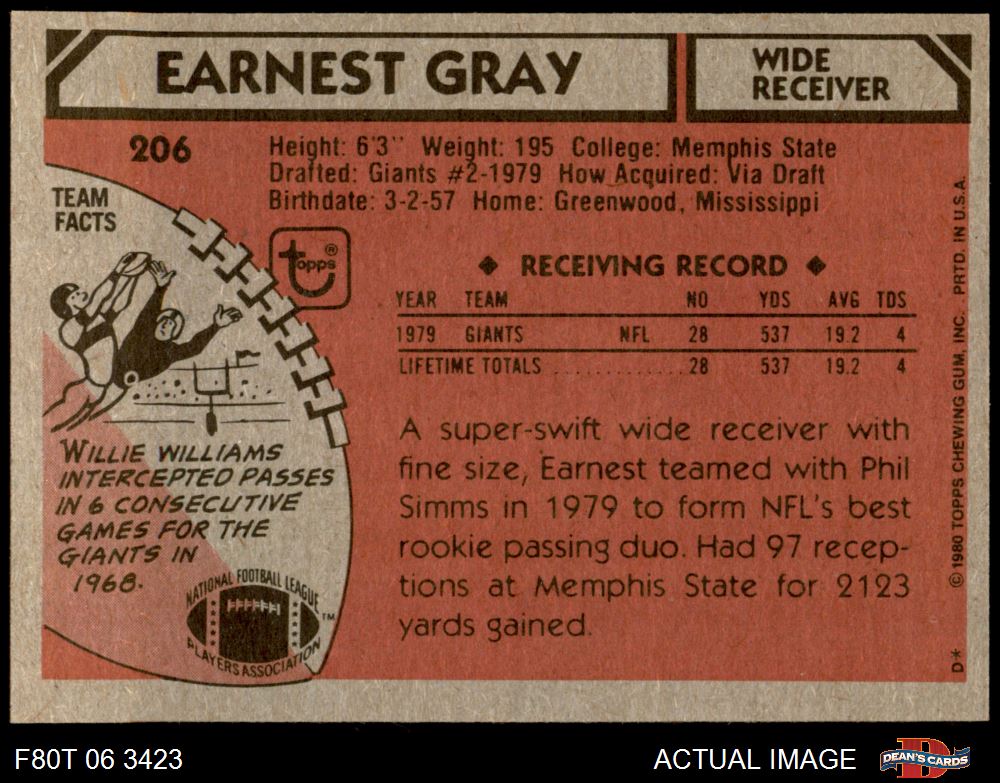 EARNEST GRAY
WIDE
RECEIVER
206
Height: 6'3" Weight: 195 College: Memphis State
Drafted: Giants #2-1979 How Acquired: Via Draft
Birthdate: 3-2-57 Home: Greenwood, Mississippi
TEAM
FACTS
Topps®
◆ RECEIVING RECORD ◆
YEAR TEAM NO YDS AVG TDS
1979 GIANTS NFL 28 537 19.2 4
LIFETIME TOTALS ............. 28 537 19.2 4
WILLIE WILLIAMS
INTERCEPTED PASSES
IN 6 CONSECUTIVE
GAMES FOR THE
GIANTS IN
1968.
A super-swift wide receiver with
fine size, Earnest teamed with Phil
Simms in 1979 to form NFL's best
rookie passing duo. Had 97 recep-
tions at Memphis State for 2123
yards gained.
NATIONAL FOOTBALL LEAGUE
PLAYERS ASSOCIATION
TM
D* © 1980 TOPPS CHEWING GUM, INC. PRTD. IN U.S.A.
F80T 06 3423
ACTUAL IMAGE
D
DEAN'S CARDS